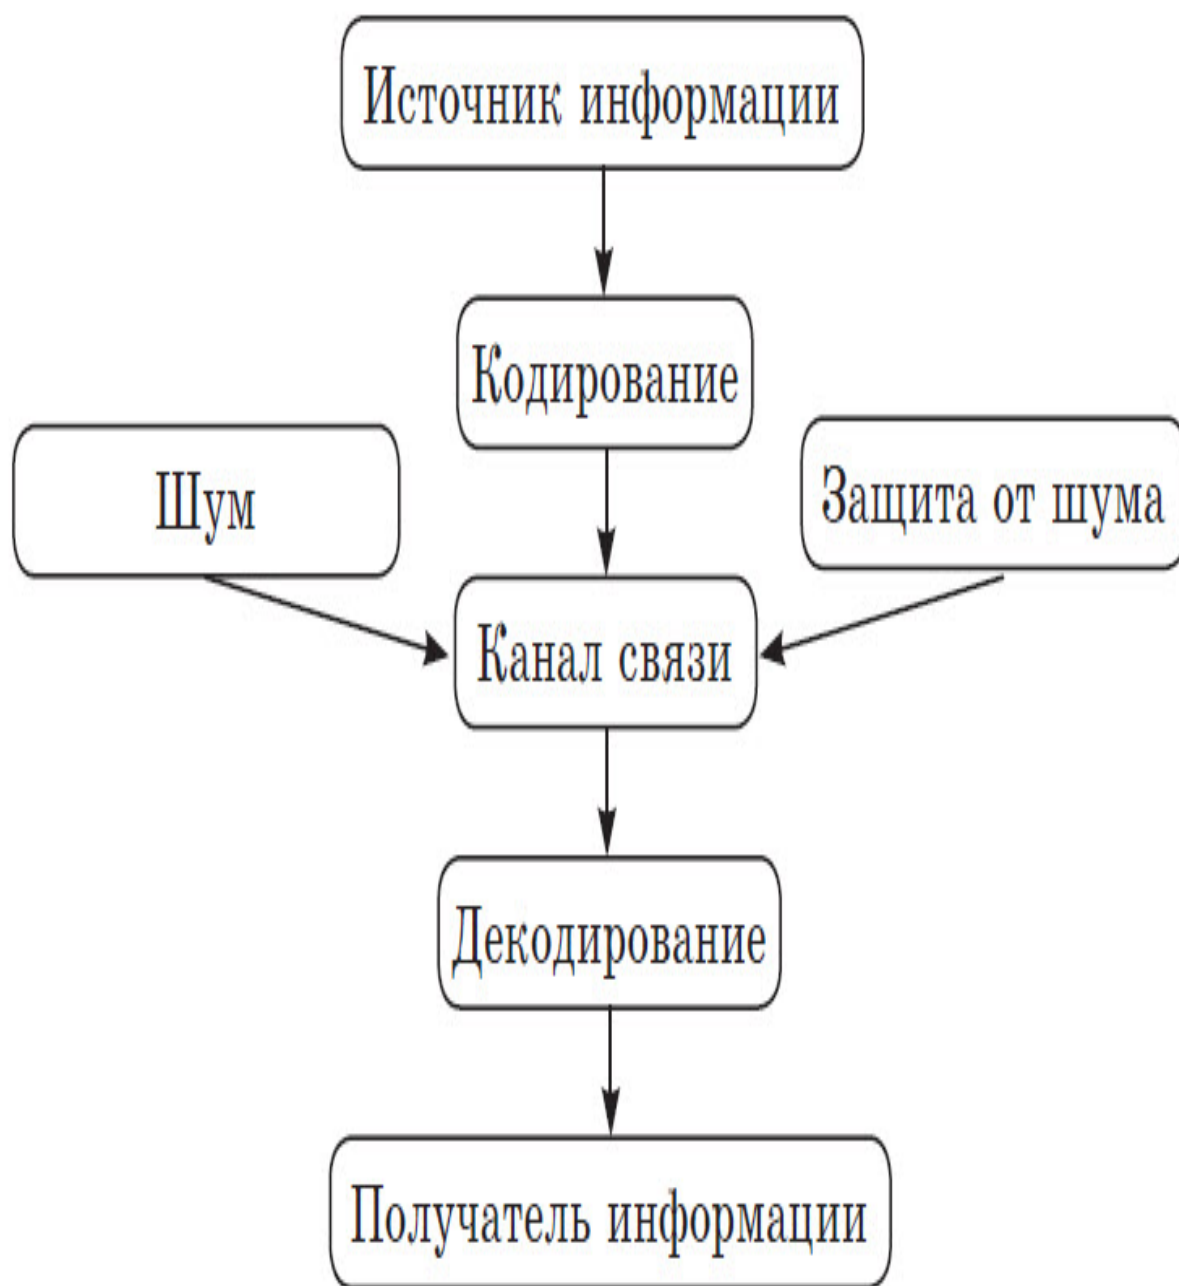 Источник информации
Кодирование
Шум
Защита от шума
Канал связи
Декодирование
Получатель информации